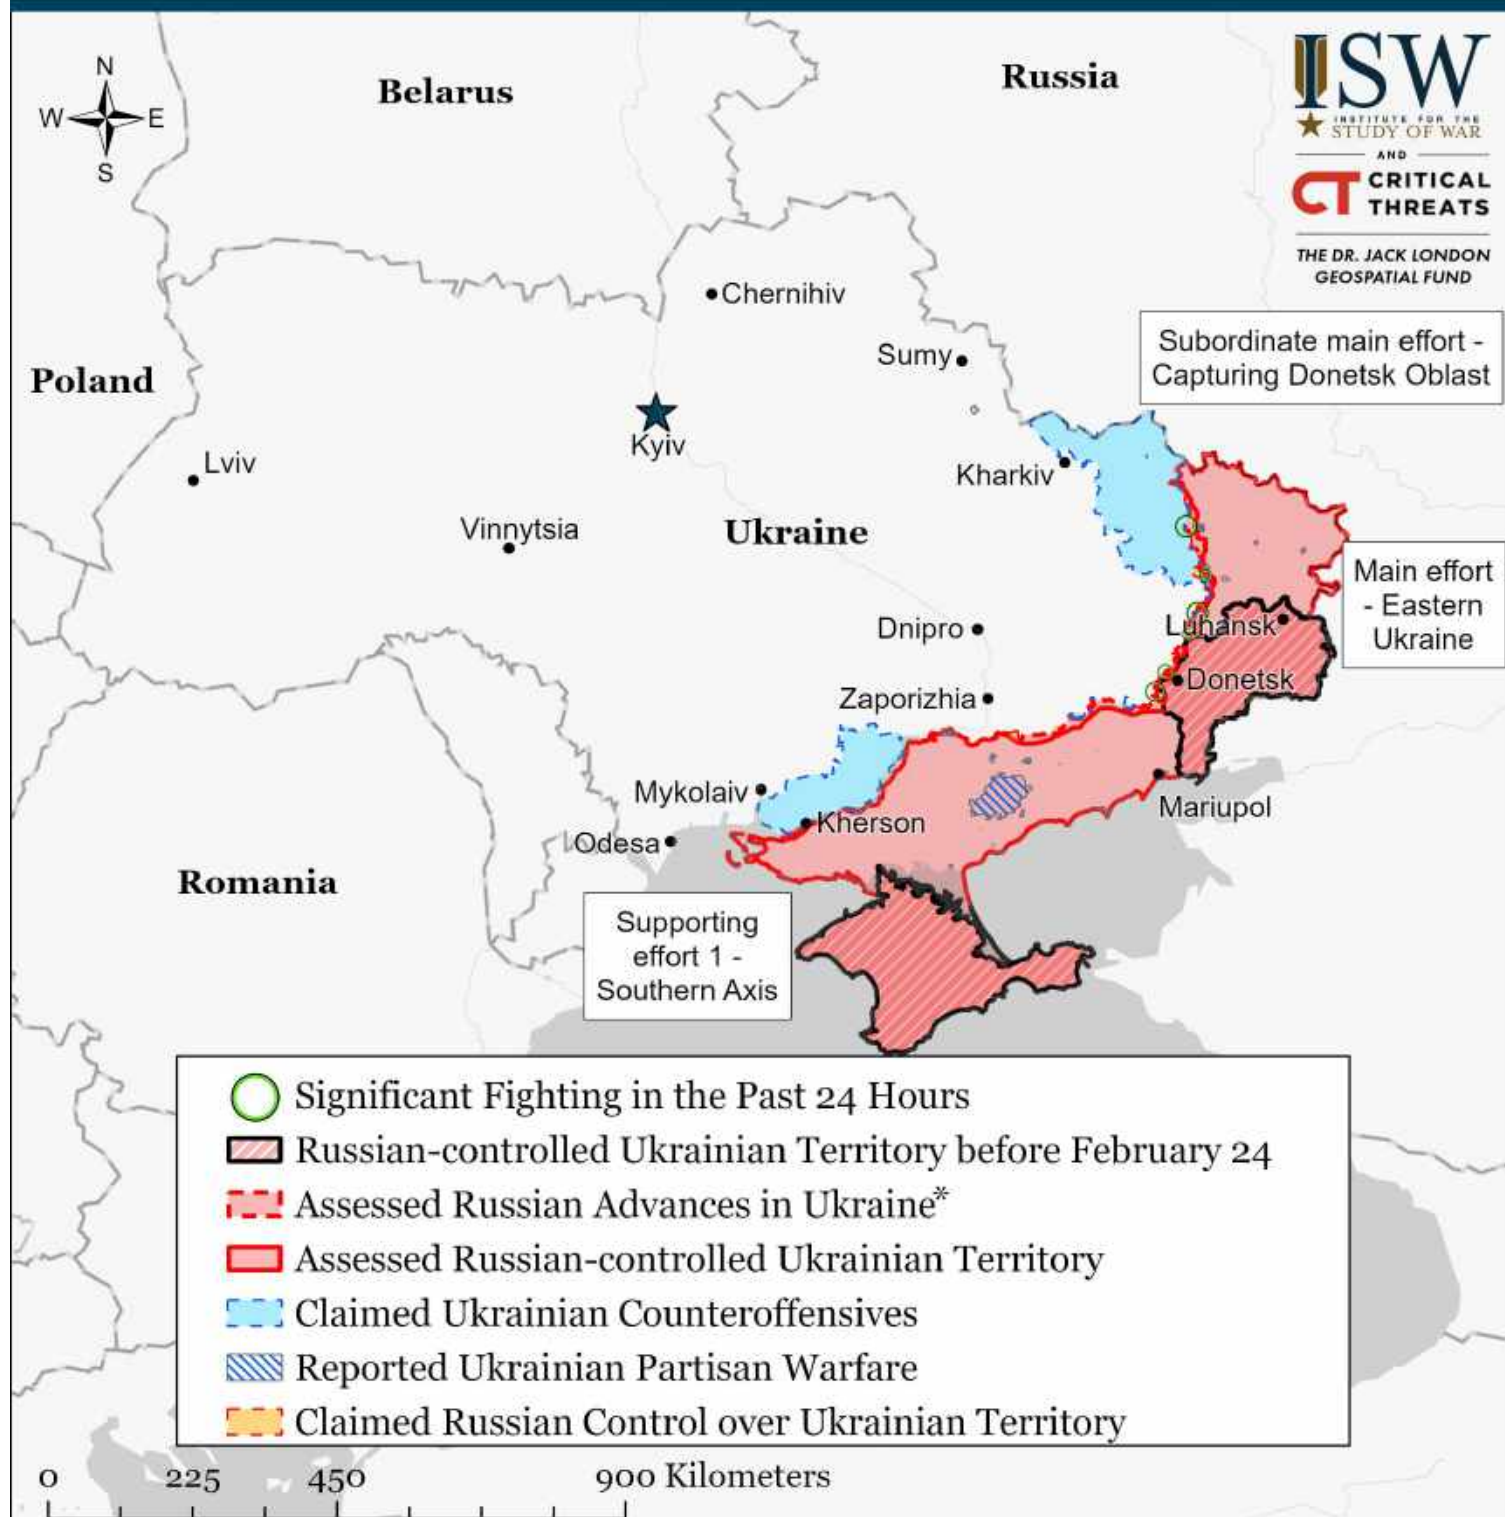 N
W E
S
Belarus
Russia
ISW
INSTITUTE FOR THE
STUDY OF WAR
AND
CT CRITICAL
THREATS
THE DR. JACK LONDON
GEOSPATIAL FUND
Chernihiv
Subordinate main effort -
Capturing Donetsk Oblast
Sumy
Poland
Kyiv
Lviv
Kharkiv
Vinnytsia
Ukraine
Main effort
- Eastern
Ukraine
Dnipro
Luhansk
Donetsk
Zaporizhia
Mykolaiv
Mariupol
Kherson
Odesa
Romania
Supporting
effort 1 -
Southern Axis
Significant Fighting in the Past 24 Hours
Russian-controlled Ukrainian Territory before February 24
Assessed Russian Advances in Ukraine*
Assessed Russian-controlled Ukrainian Territory
Claimed Ukrainian Counteroffensives
Reported Ukrainian Partisan Warfare
Claimed Russian Control over Ukrainian Territory
0 225 450 900 Kilometers